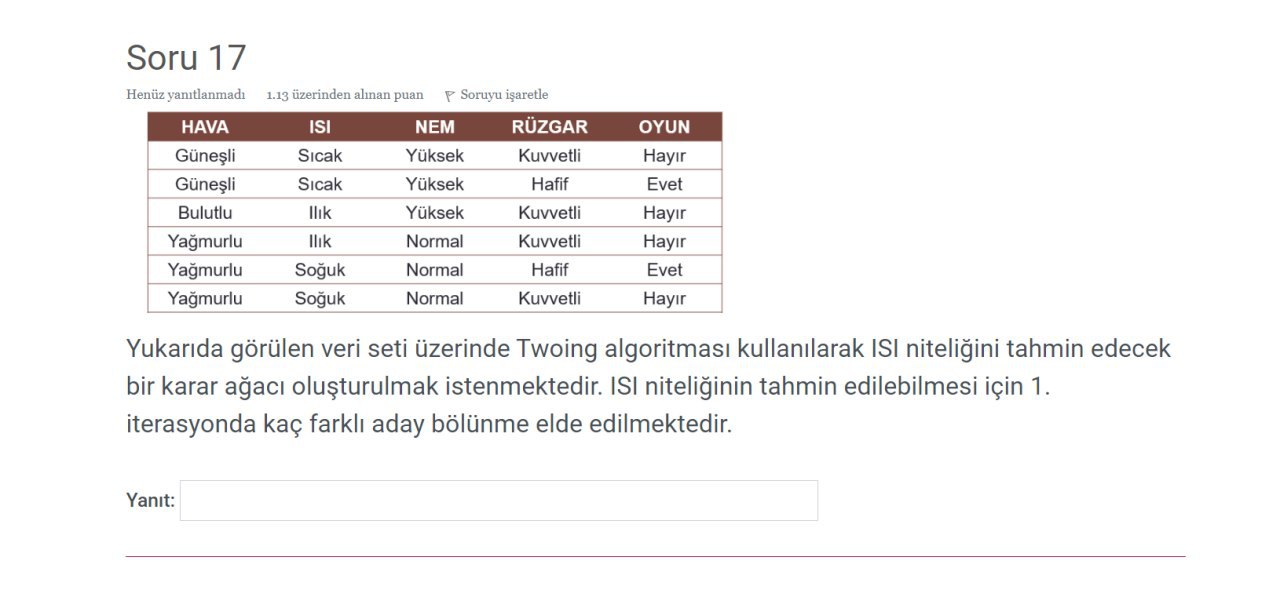 Soru 17
Henüz yanıtlanmadı 1.13 üzerinden alınan puan Soruyu işaretle
HAVA ISI NEM RÜZGAR OYUN
Güneşli Sıcak Yüksek Kuvvetli Hayır
Güneşli Sıcak Yüksek Hafif Evet
Bulutlu Ilık Yüksek Kuvvetli Hayır
Yağmurlu Ilık Normal Kuvvetli Hayır
Yağmurlu Soğuk Normal Hafif Evet
Yağmurlu Soğuk Normal Kuvvetli Hayır
Yukarıda görülen veri seti üzerinde Twoing algoritması kullanılarak ISI niteliğini tahmin edecek
bir karar ağacı oluşturulmak istenmektedir. ISI niteliğinin tahmin edilebilmesi için 1.
iterasyonda kaç farklı aday bölünme elde edilmektedir.
Yanıt: